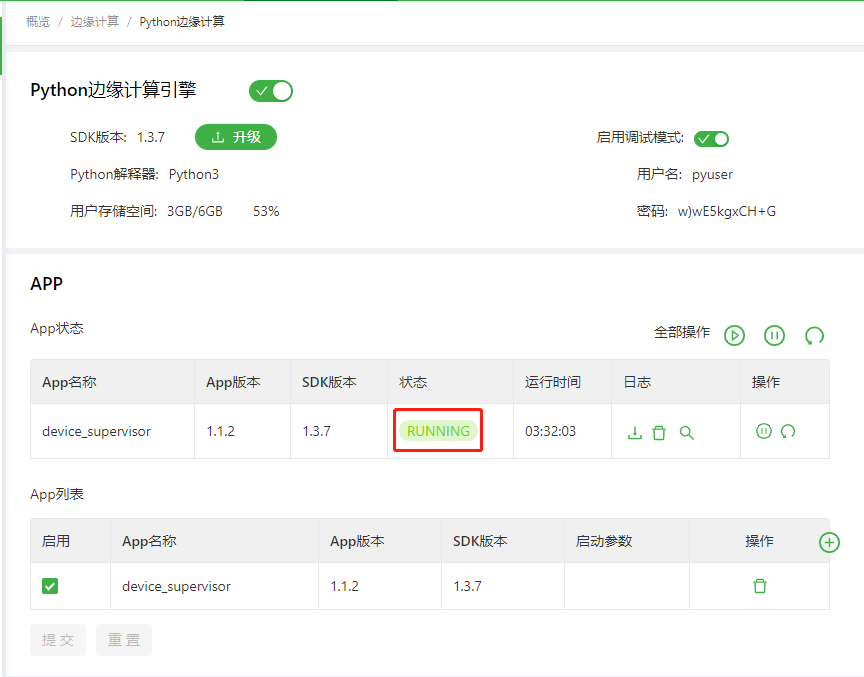 概览 / 边缘计算 / Python边缘计算
Python边缘计算引擎
SDK版本: 1.3.7 升级 启用调试模式:
Python解释器: Python3 用户名: pyuser
用户存储空间: 3GB/6GB 53% 密码: w)wE5kgxCH+G
APP
App状态 全部操作
App名称 App版本 SDK版本 状态 运行时间 日志 操作
device_supervisor 1.1.2 1.3.7 RUNNING 03:32:03
App列表
启用 App名称 App版本 SDK版本 启动参数 操作
device_supervisor 1.1.2 1.3.7
提交 重置